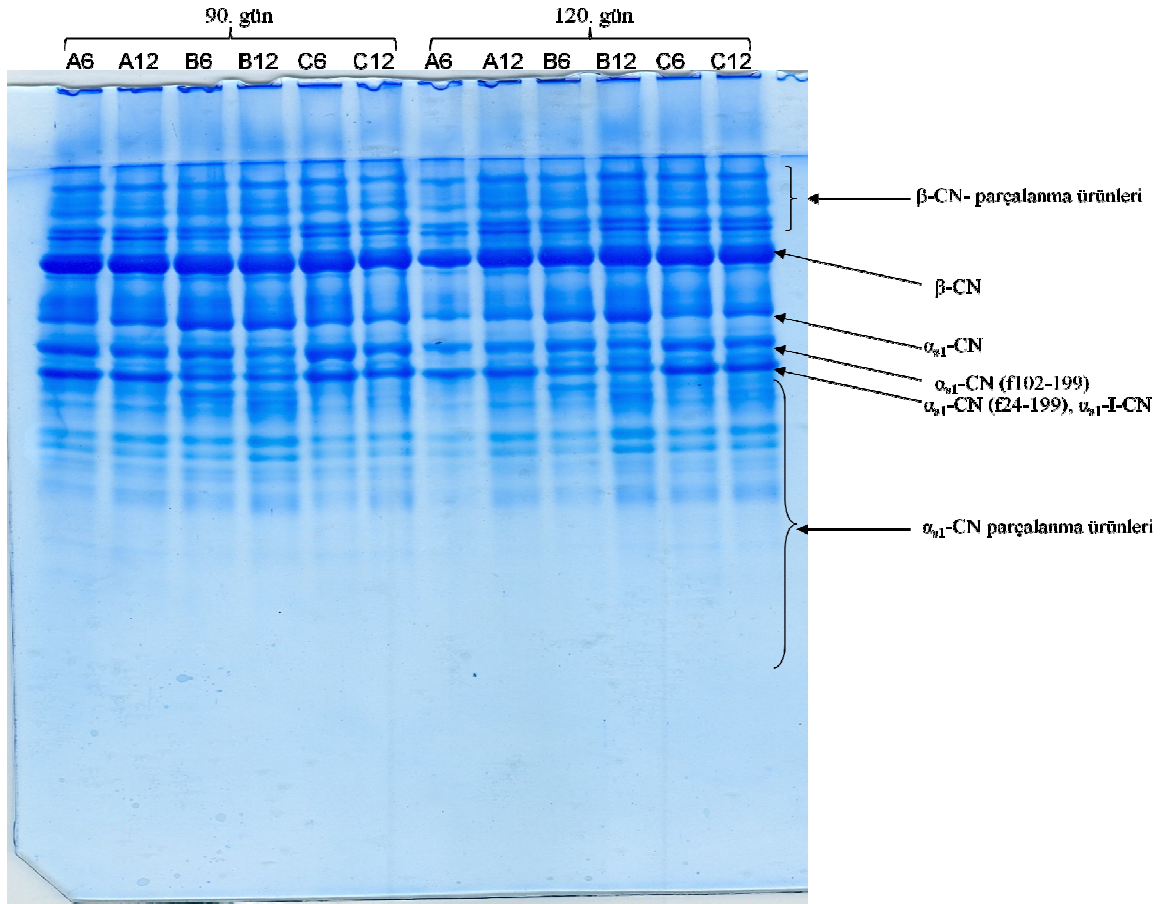 90. gün 120. gün
A6 A12 B6 B12 C6 C12 A6 A12 B6 B12 C6 C12
β-CN- parçalanma ürünleri
β-CN
αs1-CN
αs1-CN (f102-199)
αs1-CN (f24-199), αs1-I-CN
αs1-CN parçalanma ürünleri